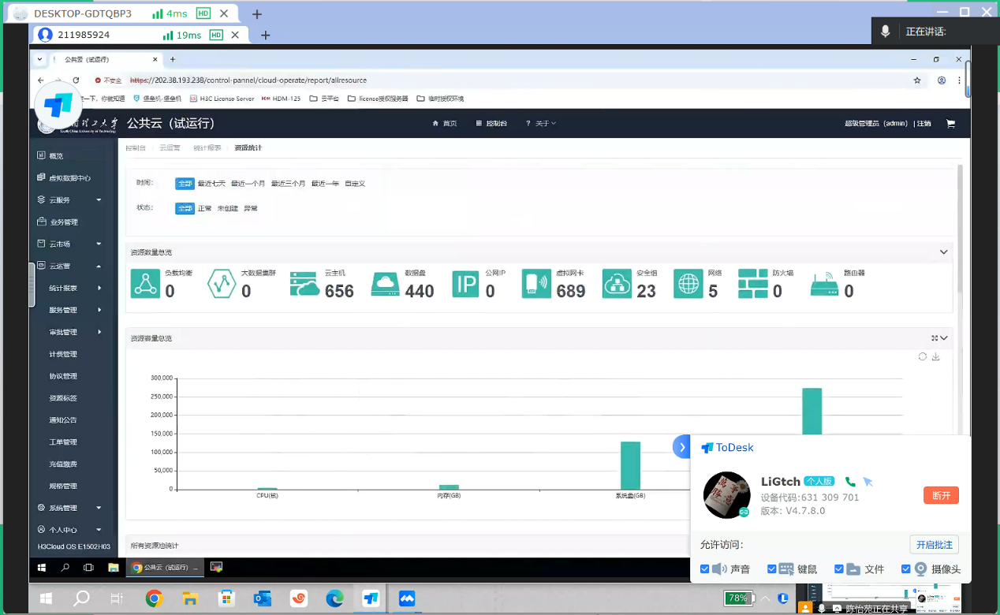 DESKTOP-GDTQBP3 4ms HD
211985924 19ms HD
正在讲话:
公共云（试运行）
不安全 https://202.38.193.238/control-pannel/cloud-operate/report/allresource
一下，你就知道 堡垒机-堡垒机 H3C License Server HDM HDM-125 云平台 license授权服务器 临时授权环境
理工大学 South China University of Technology 公共云（试运行） 首页 控制台 ? 关于 超级管理员（admin） | 注销
控制台 云运营 统计报表 资源统计
概览
虚拟数据中心
云服务
业务管理
云市场
云运营
统计报表
服务管理
审批管理
计费管理
协议管理
资源标签
通知公告
工单管理
充值缴费
规格管理
系统管理
个人中心
H3Cloud OS E1502H03
时间: 全部 最近七天 最近一个月 最近三个月 最近一年 自定义
状态: 全部 正常 未创建 异常
资源数量总览
负载均衡 0
大数据集群 0
云主机 656
数据盘 440
IP 公网IP 0
虚拟网卡 689
安全组 23
网络 5
防火墙 0
路由器 0
资源容量总览
300,000
250,000
200,000
150,000
100,000
50,000
0
CPU(核) 内存(GB) 系统盘(GB)
所有资源池统计
ToDesk
LiGtch 个人版
设备代码:631 309 701
版本: V4.7.8.0
断开
允许访问:
开启批注
声音 键鼠 文件 摄像头
公共云（试运行）...
78%
陈怡苑正在共享